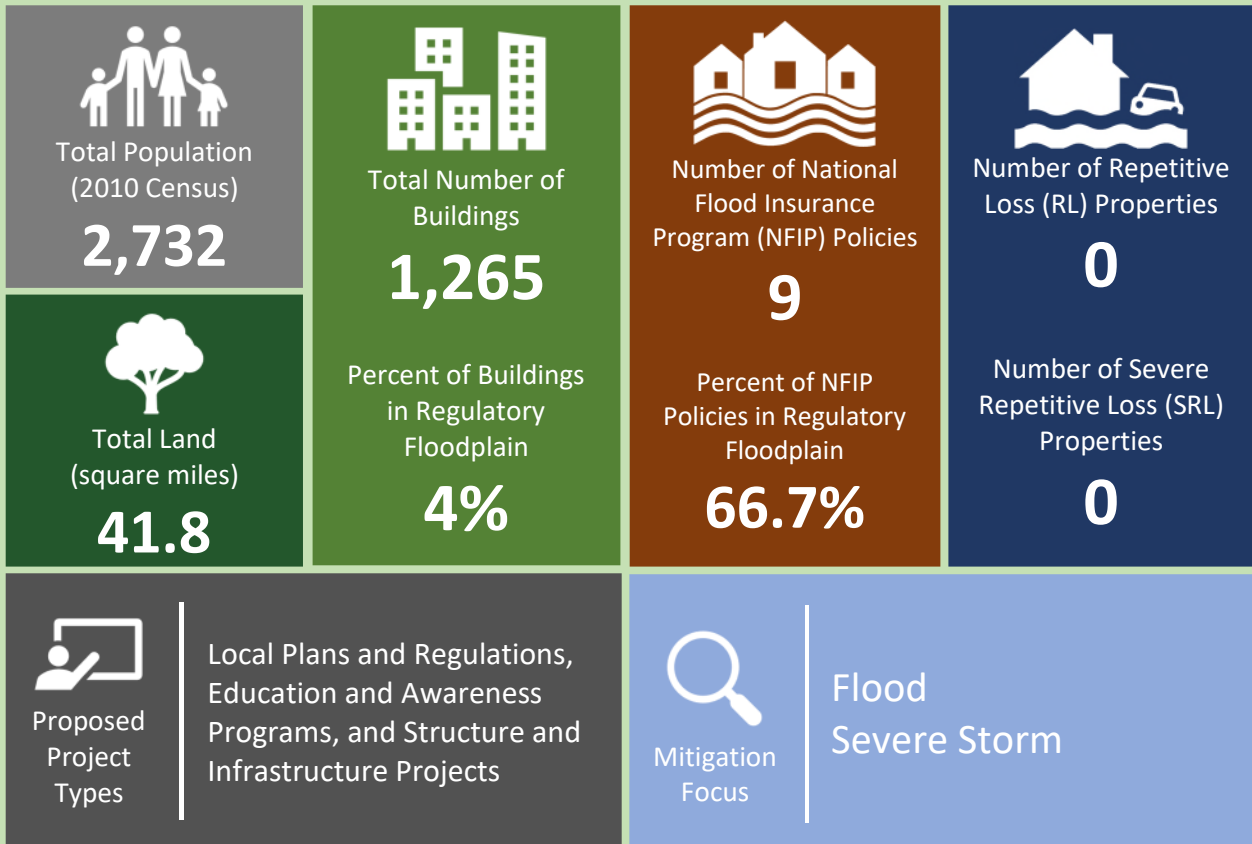 Total Population
(2010 Census)
2,732
Total Land
(square miles)
41.8
Total Number of
Buildings
1,265
Percent of Buildings
in Regulatory
Floodplain
4%
Number of National
Flood Insurance
Program (NFIP) Policies
9
Percent of NFIP
Policies in Regulatory
Floodplain
66.7%
Number of Repetitive
Loss (RL) Properties
0
Number of Severe
Repetitive Loss (SRL)
Properties
0
Proposed
Project
Types
Local Plans and Regulations,
Education and Awareness
Programs, and Structure and
Infrastructure Projects
Mitigation
Focus
Flood
Severe Storm